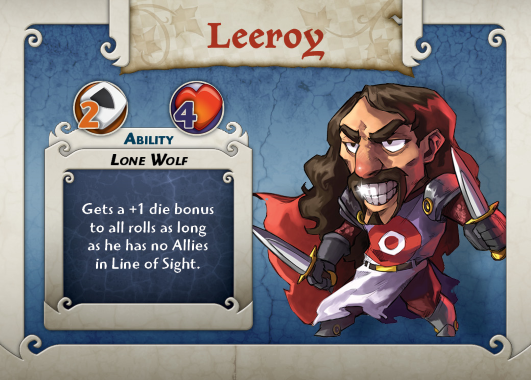 Leeroy
2
4
Ability
Lone Wolf
Gets a +1 die bonus
to all rolls as long
as he has no Allies
in Line of Sight.